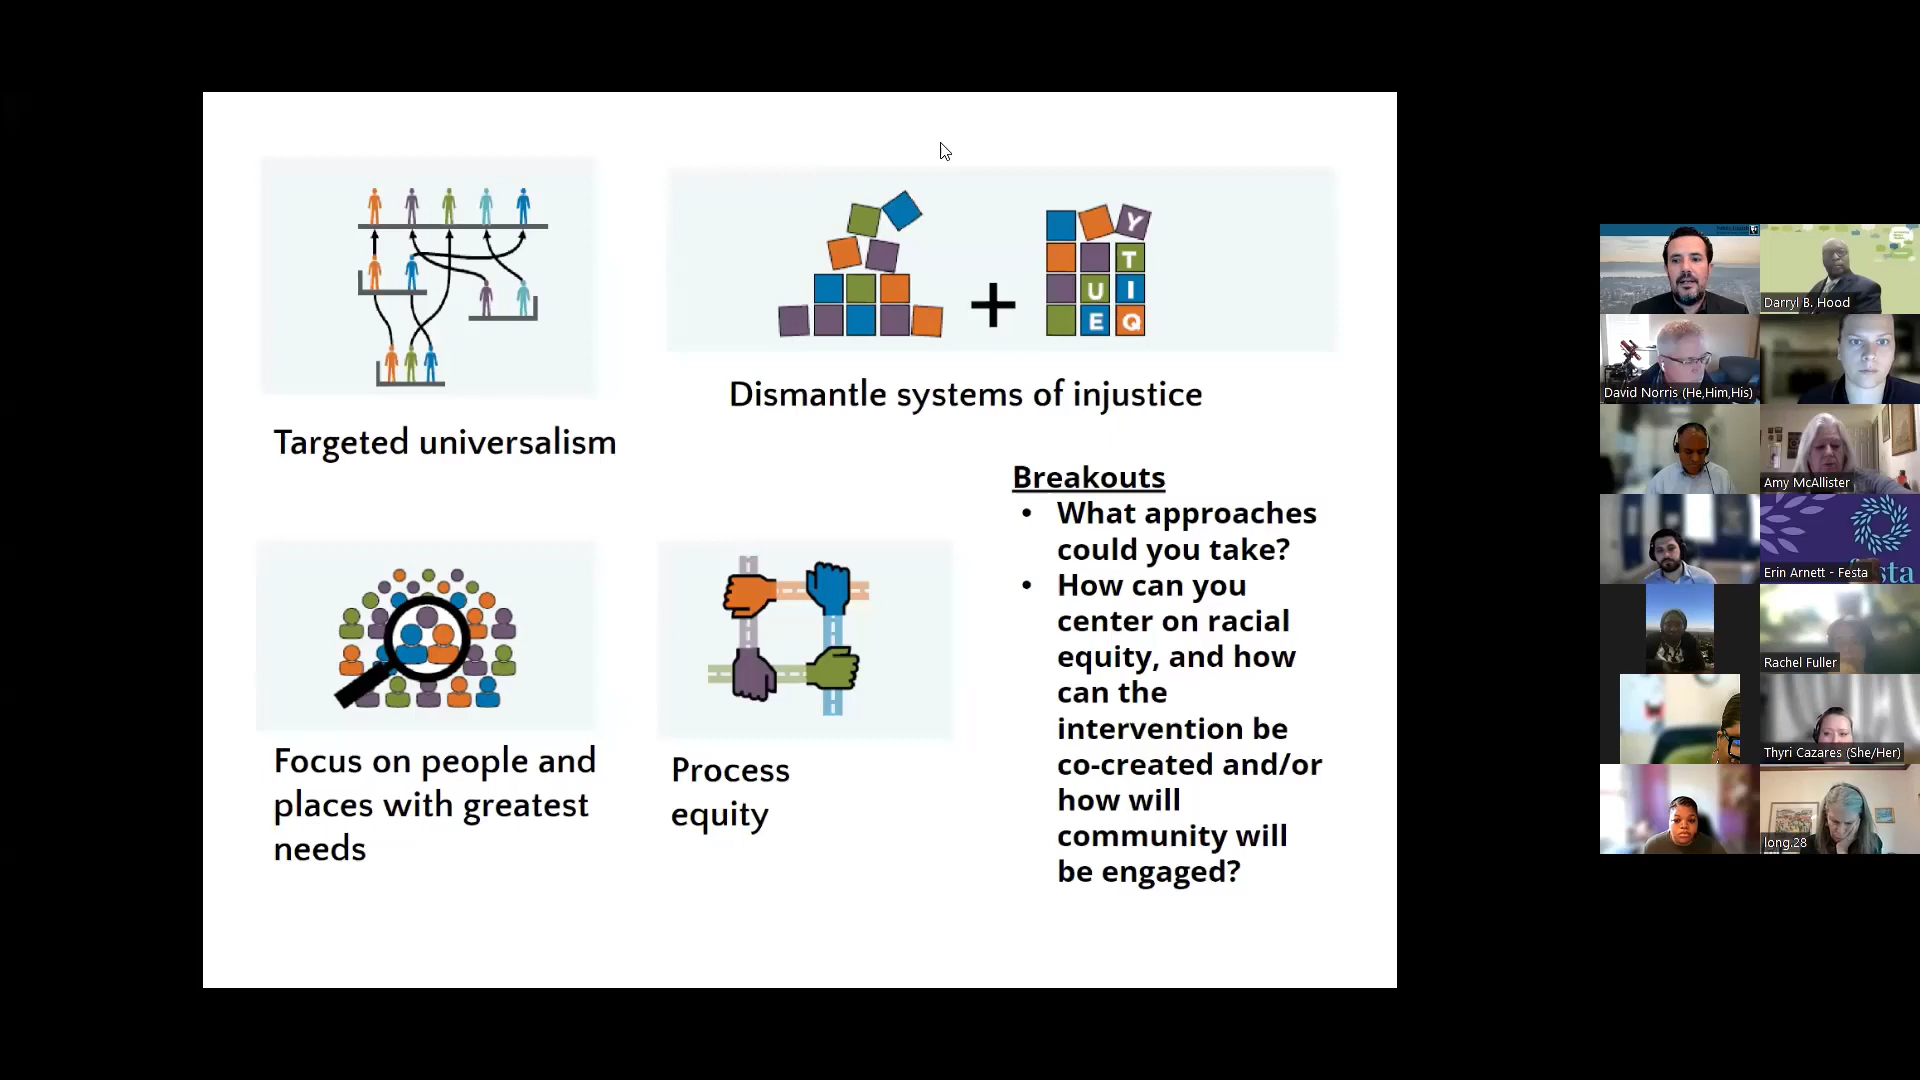 Y
T
U I
E Q
Dismantle systems of injustice
Targeted universalism
Breakouts
• What approaches
could you take?
• How can you
center on racial
equity, and how
can the
intervention be
co-created and/or
how will
community will
be engaged?
Focus on people and
places with greatest
needs
Process
equity
Darryl B. Hood
David Norris (He,Him,His)
Amy McAllister
sta
Erin Arnett - Festa
Rachel Fuller
Thyri Cazares (She/Her)
long.28